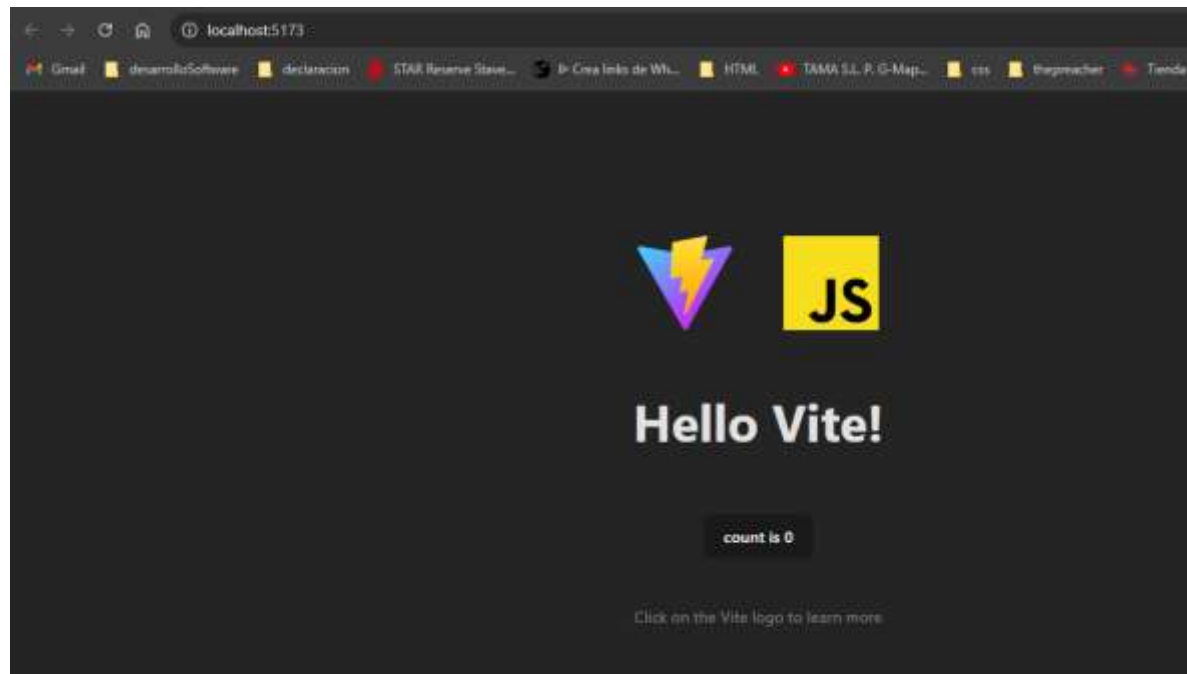 localhost:5173
Gmail desarrolloSoftware declaracion STAR Reserve Stave... Crea links de Wh... HTML TAMA S.L. P. G-Map... css thepreacher Tienda
JS
Hello Vite!
count is 0
Click on the Vite logo to learn more